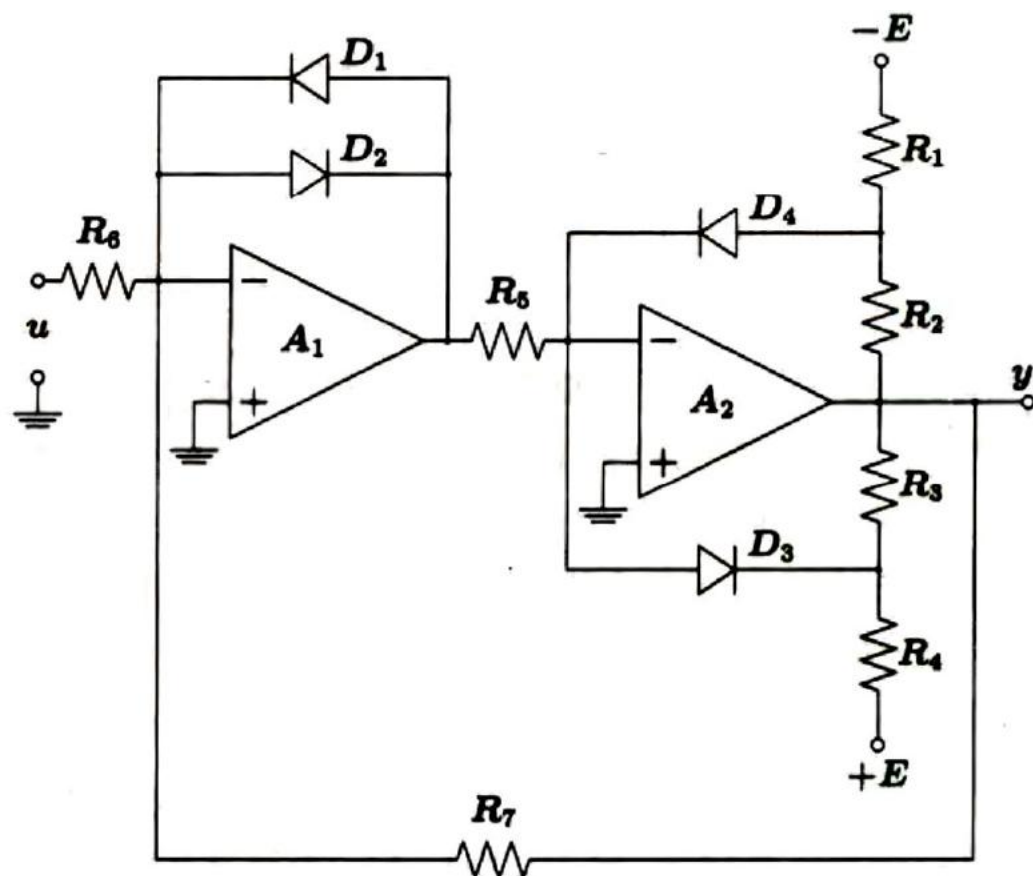 −E
D₁
R₁
D₂
D₄
R₆
R₅
R₂
−
−
u
A₁
y
A₂
+
+
R₃
D₃
R₄
+E
R₇